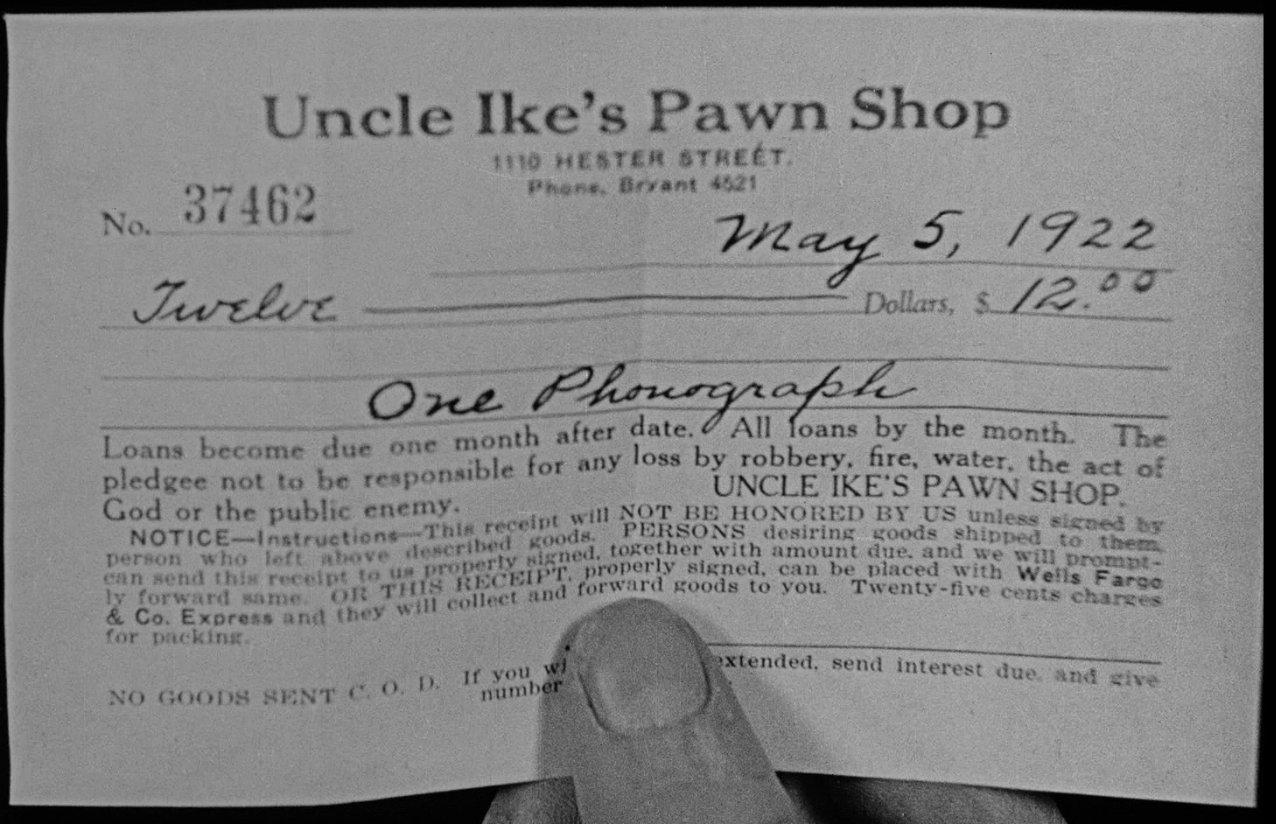 Uncle Ike's Pawn Shop
1110 HESTER STREET.
Phone, Bryant 4521
No. 37462
May 5, 1922
Twelve Dollars, $ 12.00
One Phonograph
Loans become due one month after date. All loans by the month. The
pledgee not to be responsible for any loss by robbery, fire, water, the act of
God or the public enemy.
UNCLE IKE'S PAWN SHOP.
NOTICE—Instructions—This receipt will NOT BE HONORED BY US unless signed by
person who left above described goods. PERSONS desiring goods shipped to them,
can send this receipt to us properly signed, together with amount due, and we will prompt-
ly forward same. OR THIS RECEIPT, properly signed, can be placed with Wells Fargo
& Co. Express and they will collect and forward goods to you. Twenty-five cents charges
for packing.
NO GOODS SENT C. O. D. If you extended, send interest due, and give
number